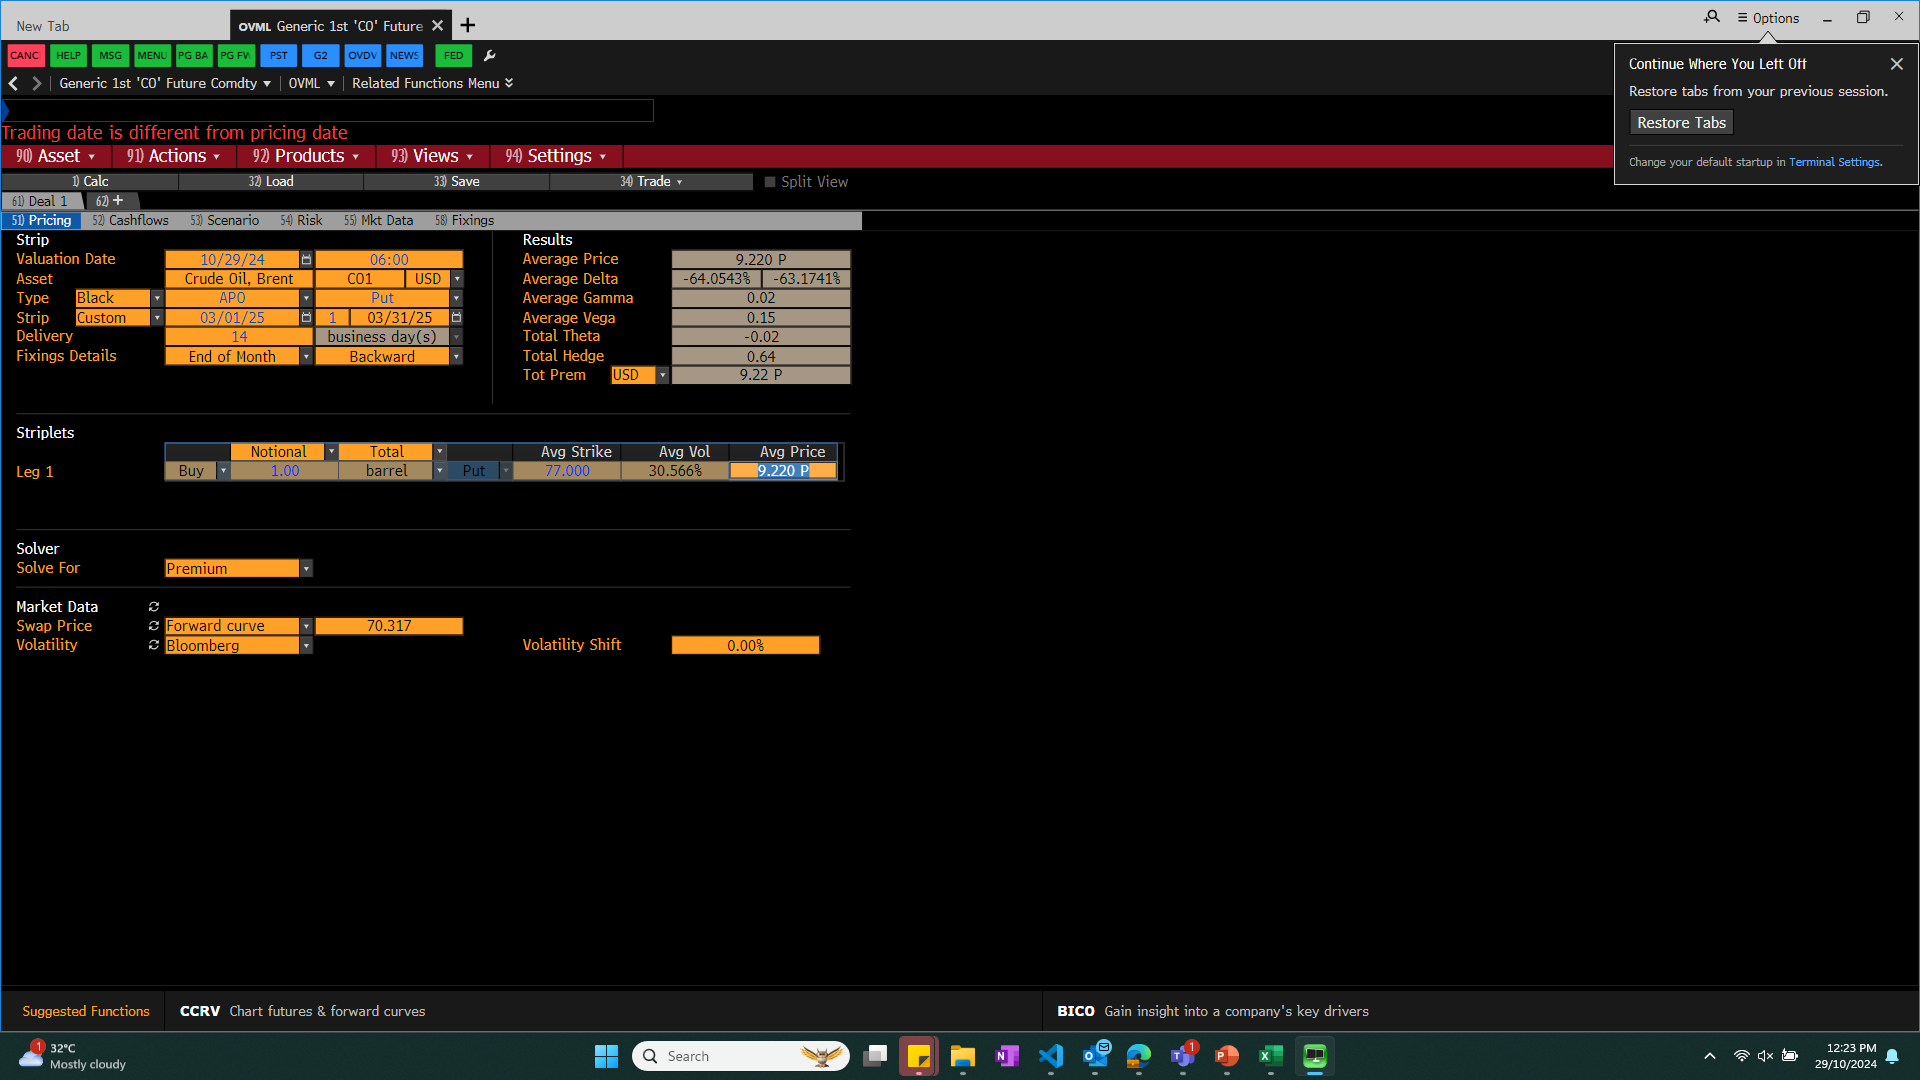 New Tab
OVML Generic 1st 'CO' Future
Options
CANC HELP MSG MENU PG BA PG FW PST G2 OVDV NEWS FED
Generic 1st 'CO' Future Comdty OVML Related Functions Menu
Continue Where You Left Off
Restore tabs from your previous session.
Restore Tabs
Change your default startup in Terminal Settings.
Trading date is different from pricing date
90) Asset 91) Actions 92) Products 93) Views 94) Settings
1) Calc 32) Load 33) Save 34) Trade Split View
61) Deal 1 62) +
51) Pricing 52) Cashflows 53) Scenario 54) Risk 55) Mkt Data 58) Fixings
Strip Results
Valuation Date 10/29/24 06:00 Average Price 9.220 P
Asset Crude Oil, Brent CO1 USD Average Delta -64.0543% -63.1741%
Type Black APO Put Average Gamma 0.02
Strip Custom 03/01/25 1 03/31/25 Average Vega 0.15
Delivery 14 business day(s) Total Theta -0.02
Fixings Details End of Month Backward Total Hedge 0.64
Tot Prem USD 9.22 P
Striplets
Notional Total Avg Strike Avg Vol Avg Price
Leg 1 Buy 1.00 barrel Put 77.000 30.566% 9.220 P
Solver
Solve For Premium
Market Data
Swap Price Forward curve 70.317
Volatility Bloomberg Volatility Shift 0.00%
Suggested Functions CCRV Chart futures & forward curves BICO Gain insight into a company's key drivers
1 32°C
Mostly cloudy
Search
1
12:23 PM
29/10/2024